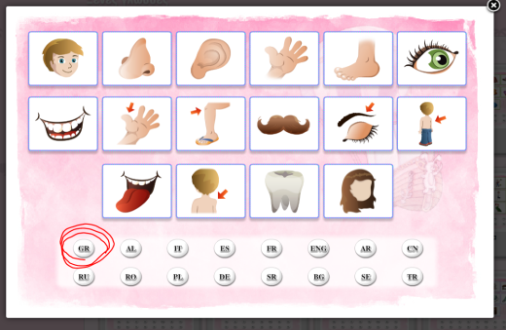 GR AL IT ES FR ENG AR CN
RU RO PL DE SR BG SE TR